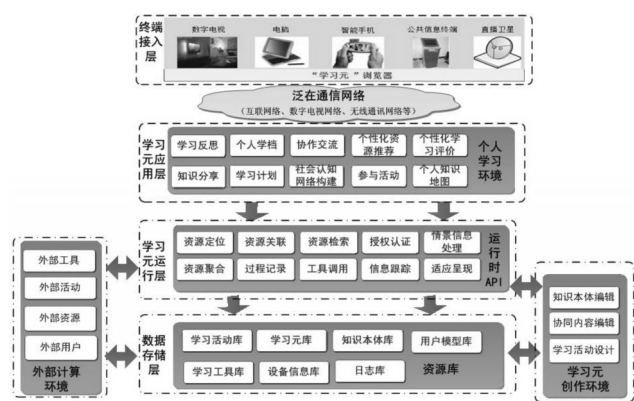 终端
接入
层
数字电视
电脑
智能手机
公共信息终端
直播卫星
“学习元”浏览器
泛在通信网络
(互联网络、数字电视网络、无线通讯网络等)
学习
元应
用层
学习反思
个人学档
协作交流
个性化资
源推荐
个性化学
习评价
知识分享
学习计划
社会认知
网络构建
参与活动
个人知识
地图
个人
学习
环境
学习
元运
行层
资源定位
资源关联
资源检索
授权认证
情景信息
处理
资源聚合
过程记录
工具调用
信息跟踪
适应呈现
运行
时
API
外部工具
外部活动
外部资源
外部用户
外部计算
环境
数据
存储
层
学习活动库
学习元库
知识本体库
用户模型库
学习工具库
设备信息库
日志库
资源库
知识本体编辑
协同内容编辑
学习活动设计
学习元
创作环境